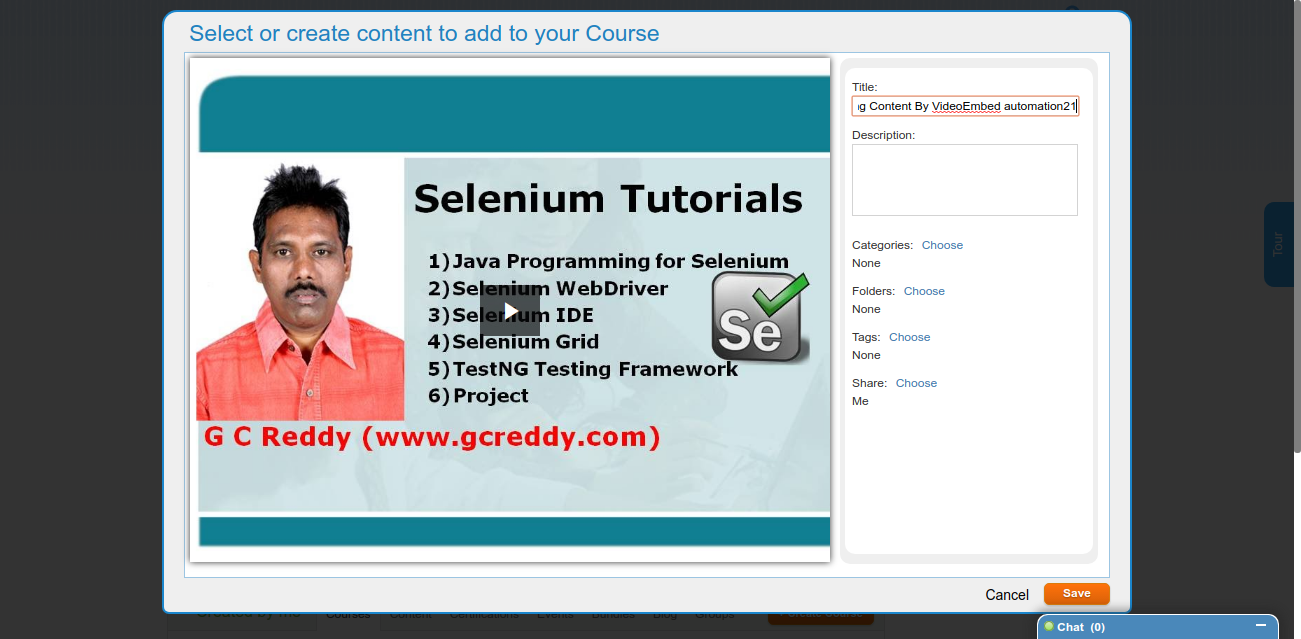 Select or create content to add to your Course
Selenium Tutorials
1)Java Programming for Selenium
2)Selenium WebDriver
3)Selenium IDE
4)Selenium Grid
5)TestNG Testing Framework
6)Project
Se
G C Reddy (www.gcreddy.com)
Title:
g Content By VideoEmbed automation21
Description:
Categories: Choose
None
Folders: Choose
None
Tags: Choose
None
Share: Choose
Me
Tour
Cancel
Save
Created by me Courses Content Certifications Events Bundles Blog Groups
Chat (0)